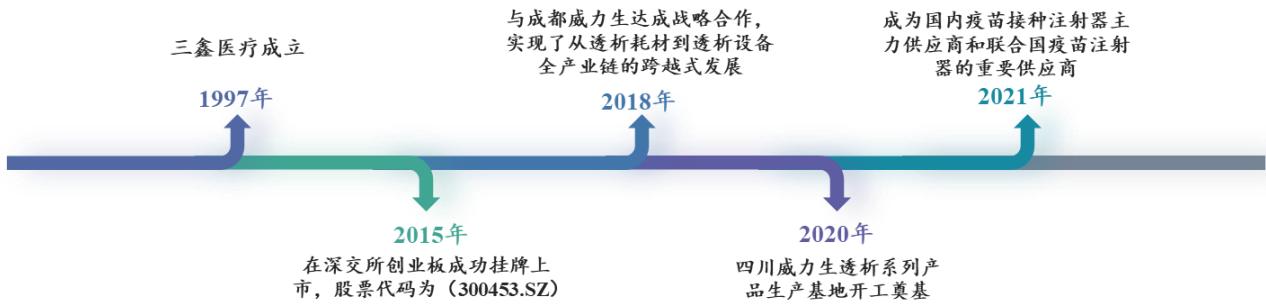 三鑫医疗成立
1997年
2015年
在深交所创业板成功挂牌上
市，股票代码为（300453.SZ）
与成都威力生达成战略合作，
实现了从透析耗材到透析设备
全产业链的跨越式发展
2018年
2020年
四川威力生透析系列产
品生产基地开工奠基
成为国内疫苗接种注射器主
力供应商和联合国疫苗注射
器的重要供应商
2021年